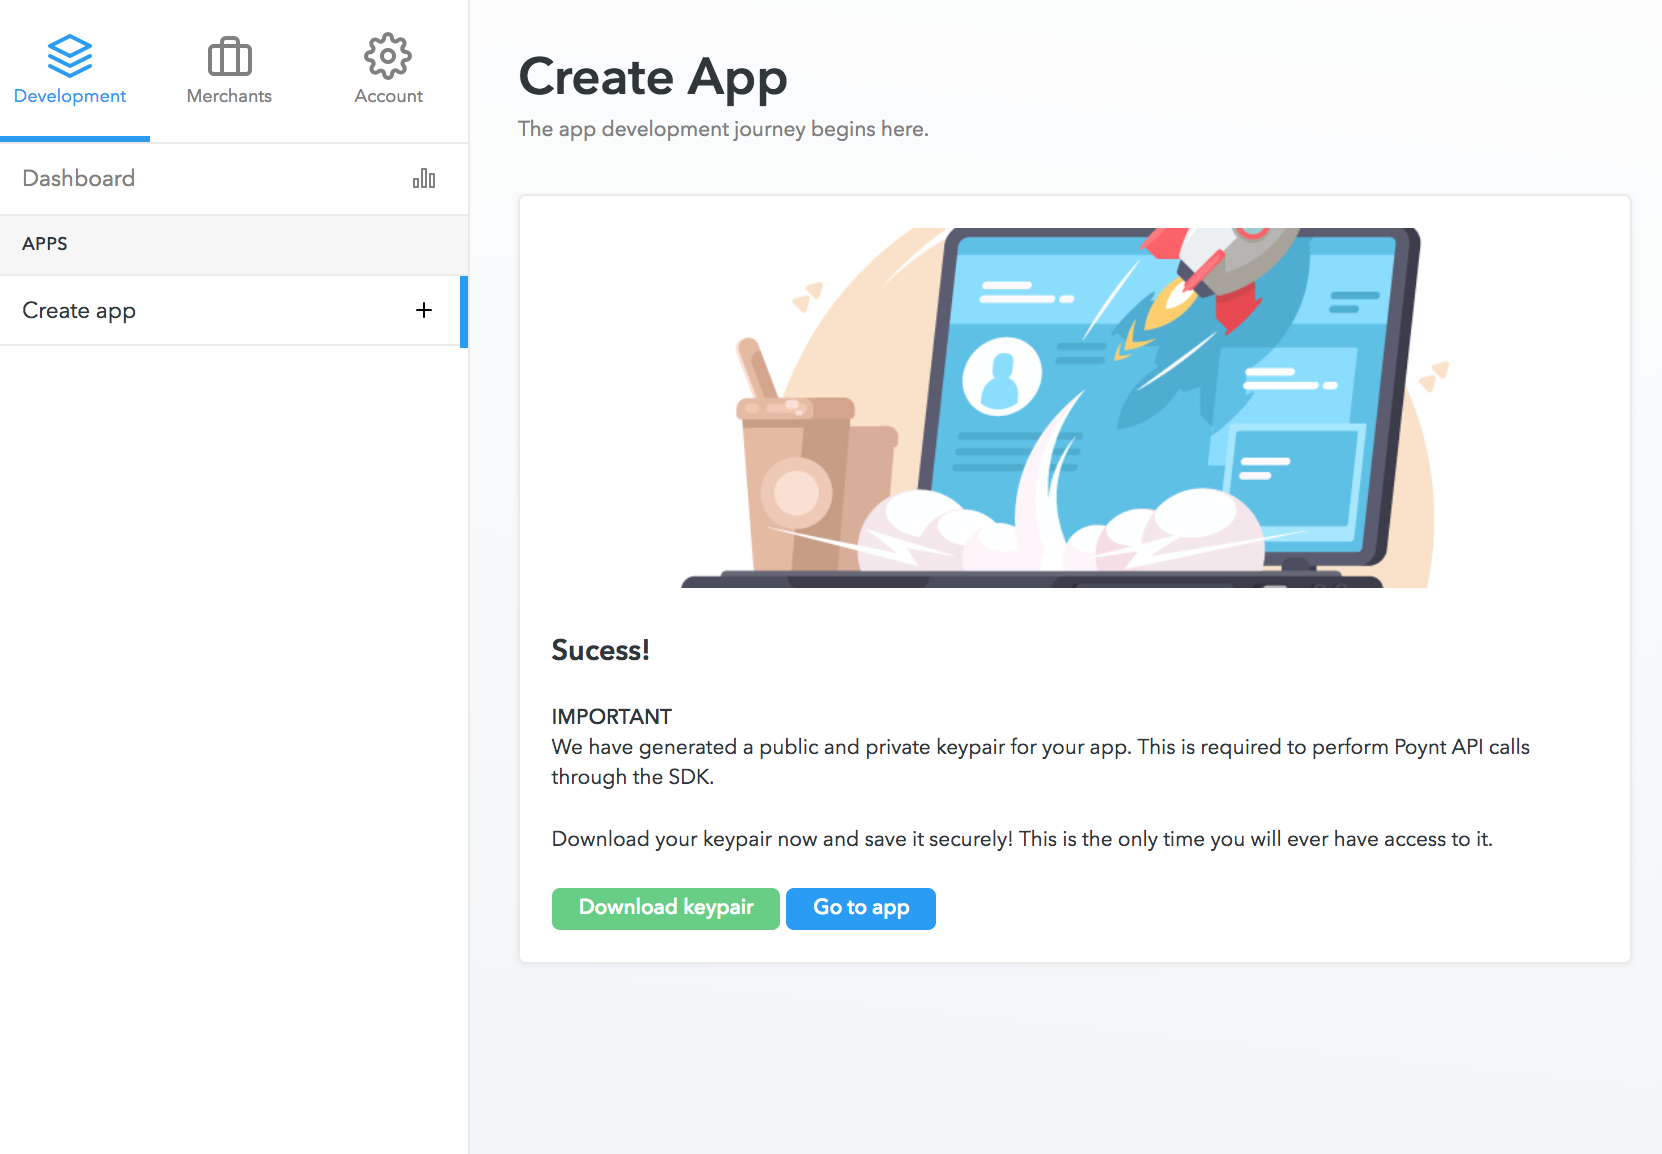 Development
Merchants
Account
Dashboard
APPS
Create app
Create App
The app development journey begins here.
Sucess!
IMPORTANT
We have generated a public and private keypair for your app. This is required to perform Poynt API calls
through the SDK.
Download your keypair now and save it securely! This is the only time you will ever have access to it.
Download keypair
Go to app